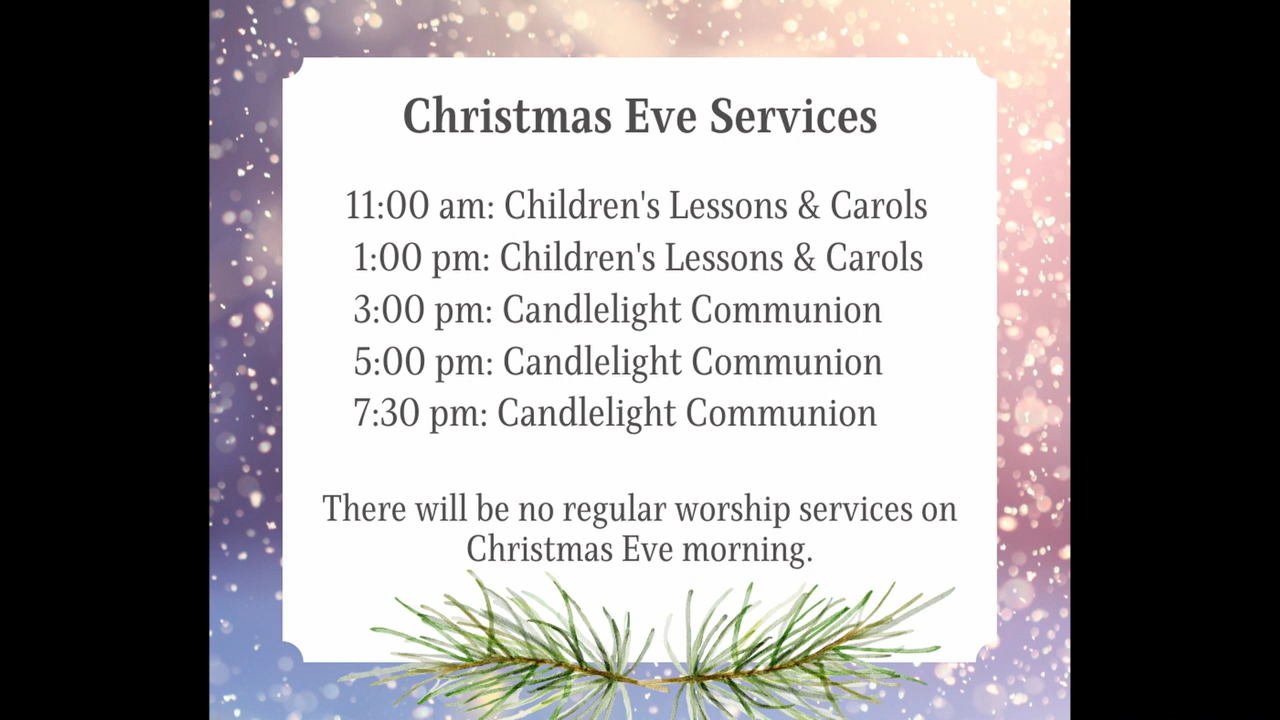 Christmas Eve Services
11:00 am: Children's Lessons & Carols
1:00 pm: Children's Lessons & Carols
3:00 pm: Candlelight Communion
5:00 pm: Candlelight Communion
7:30 pm: Candlelight Communion
There will be no regular worship services on
Christmas Eve morning.